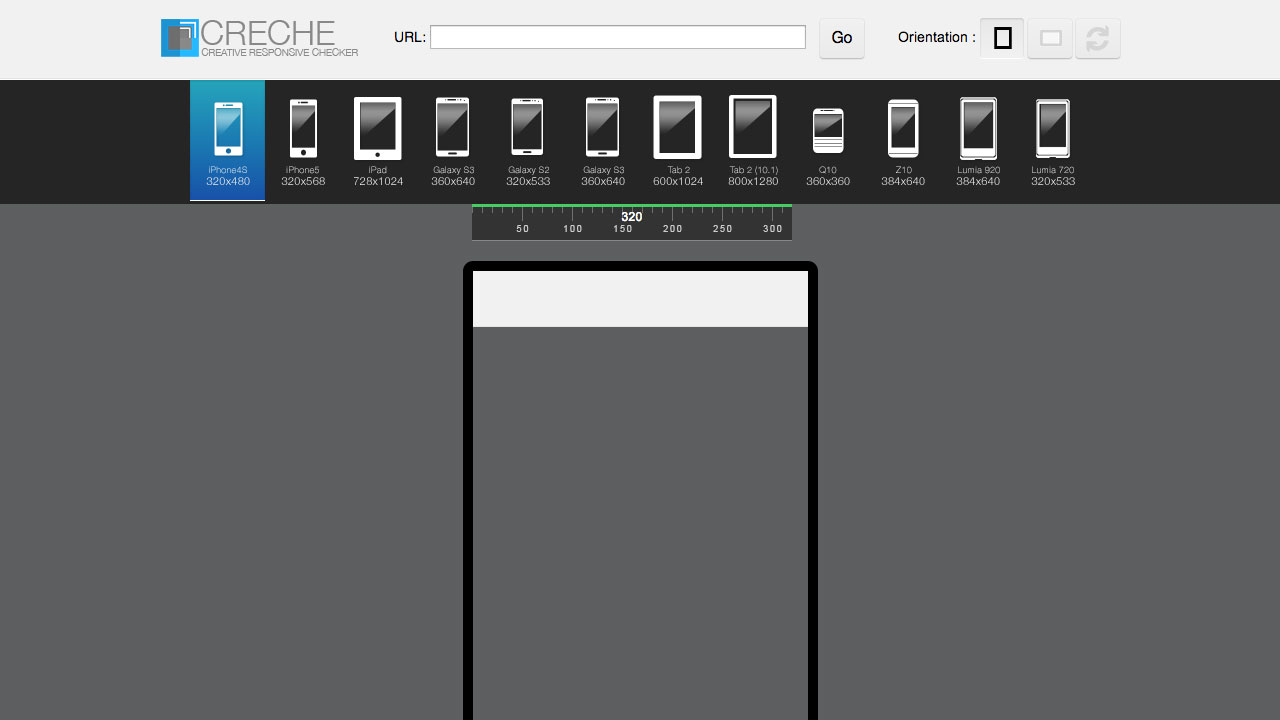 CRECHE
CREATIVE RESPONSIVE CHECKER
URL:
Go
Orientation :
iPhone4S
320x480
iPhone5
320x568
iPad
728x1024
Galaxy S3
360x640
Galaxy S2
320x533
Galaxy S3
360x640
Tab 2
600x1024
Tab 2 (10.1)
800x1280
Q10
360x360
Z10
384x640
Lumia 920
384x640
Lumia 720
320x533
320
50 100 150 200 250 300